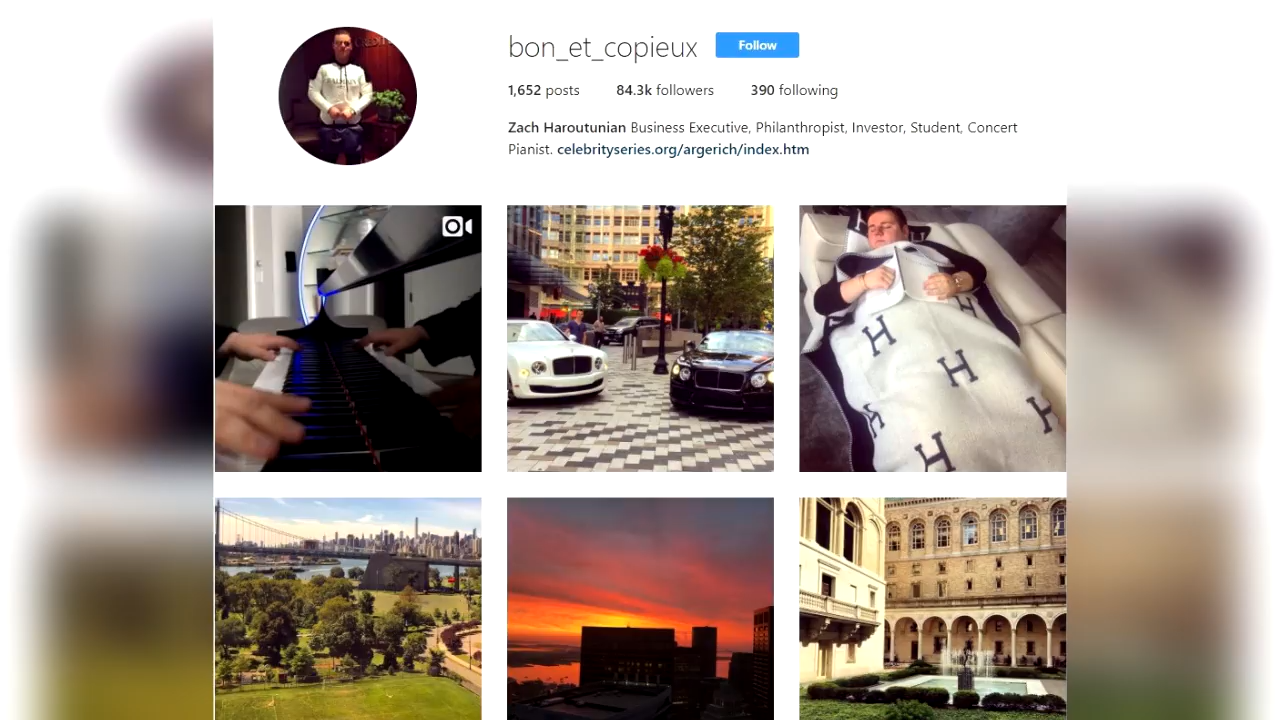 bon_et_copieux Follow
1,652 posts 84.3k followers 390 following
Zach Haroutunian Business Executive, Philanthropist, Investor, Student, Concert
Pianist. celebrityseries.org/argerich/index.htm
H
H
H
H
H
H